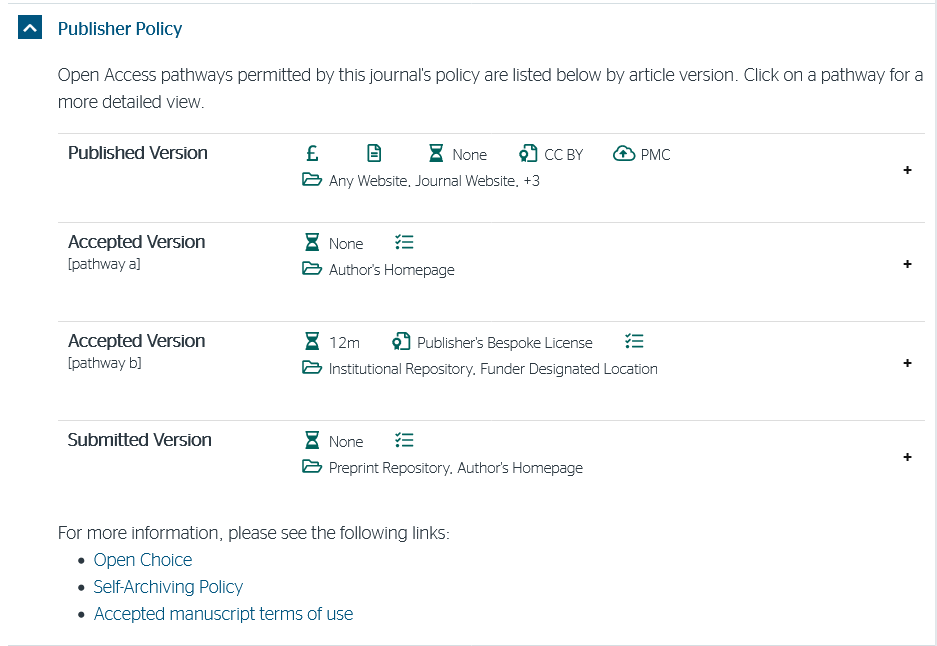 Publisher Policy
Open Access pathways permitted by this journal's policy are listed below by article version. Click on a pathway for a
more detailed view.
Published Version £ None CC BY PMC
Any Website, Journal Website, +3
+
Accepted Version None
[pathway a] Author's Homepage
+
Accepted Version 12m Publisher's Bespoke License
[pathway b] Institutional Repository, Funder Designated Location
+
Submitted Version None
Preprint Repository, Author's Homepage
+
For more information, please see the following links:
• Open Choice
• Self-Archiving Policy
• Accepted manuscript terms of use